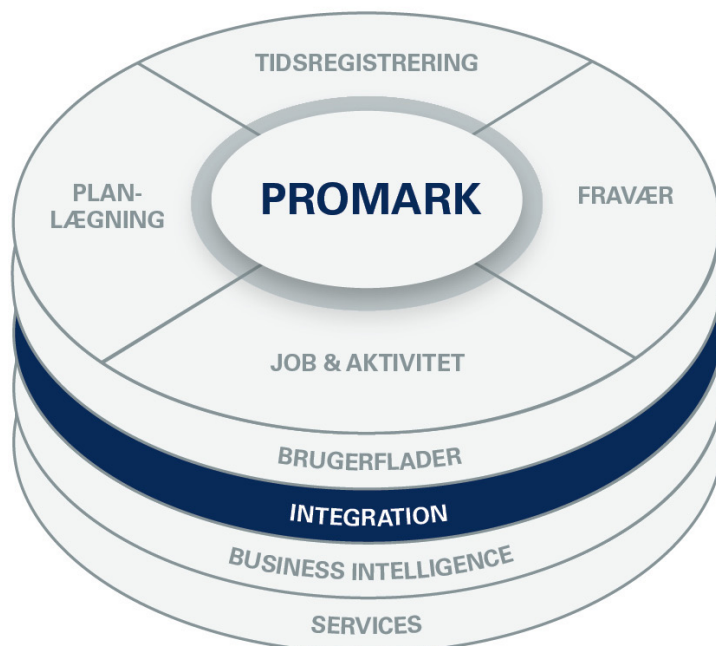 TIDSREGISTRERING
PLAN-
LÆGNING
PROMARK
FRAVÆR
JOB & AKTIVITET
BRUGERFLADER
INTEGRATION
BUSINESS INTELLIGENCE
SERVICES